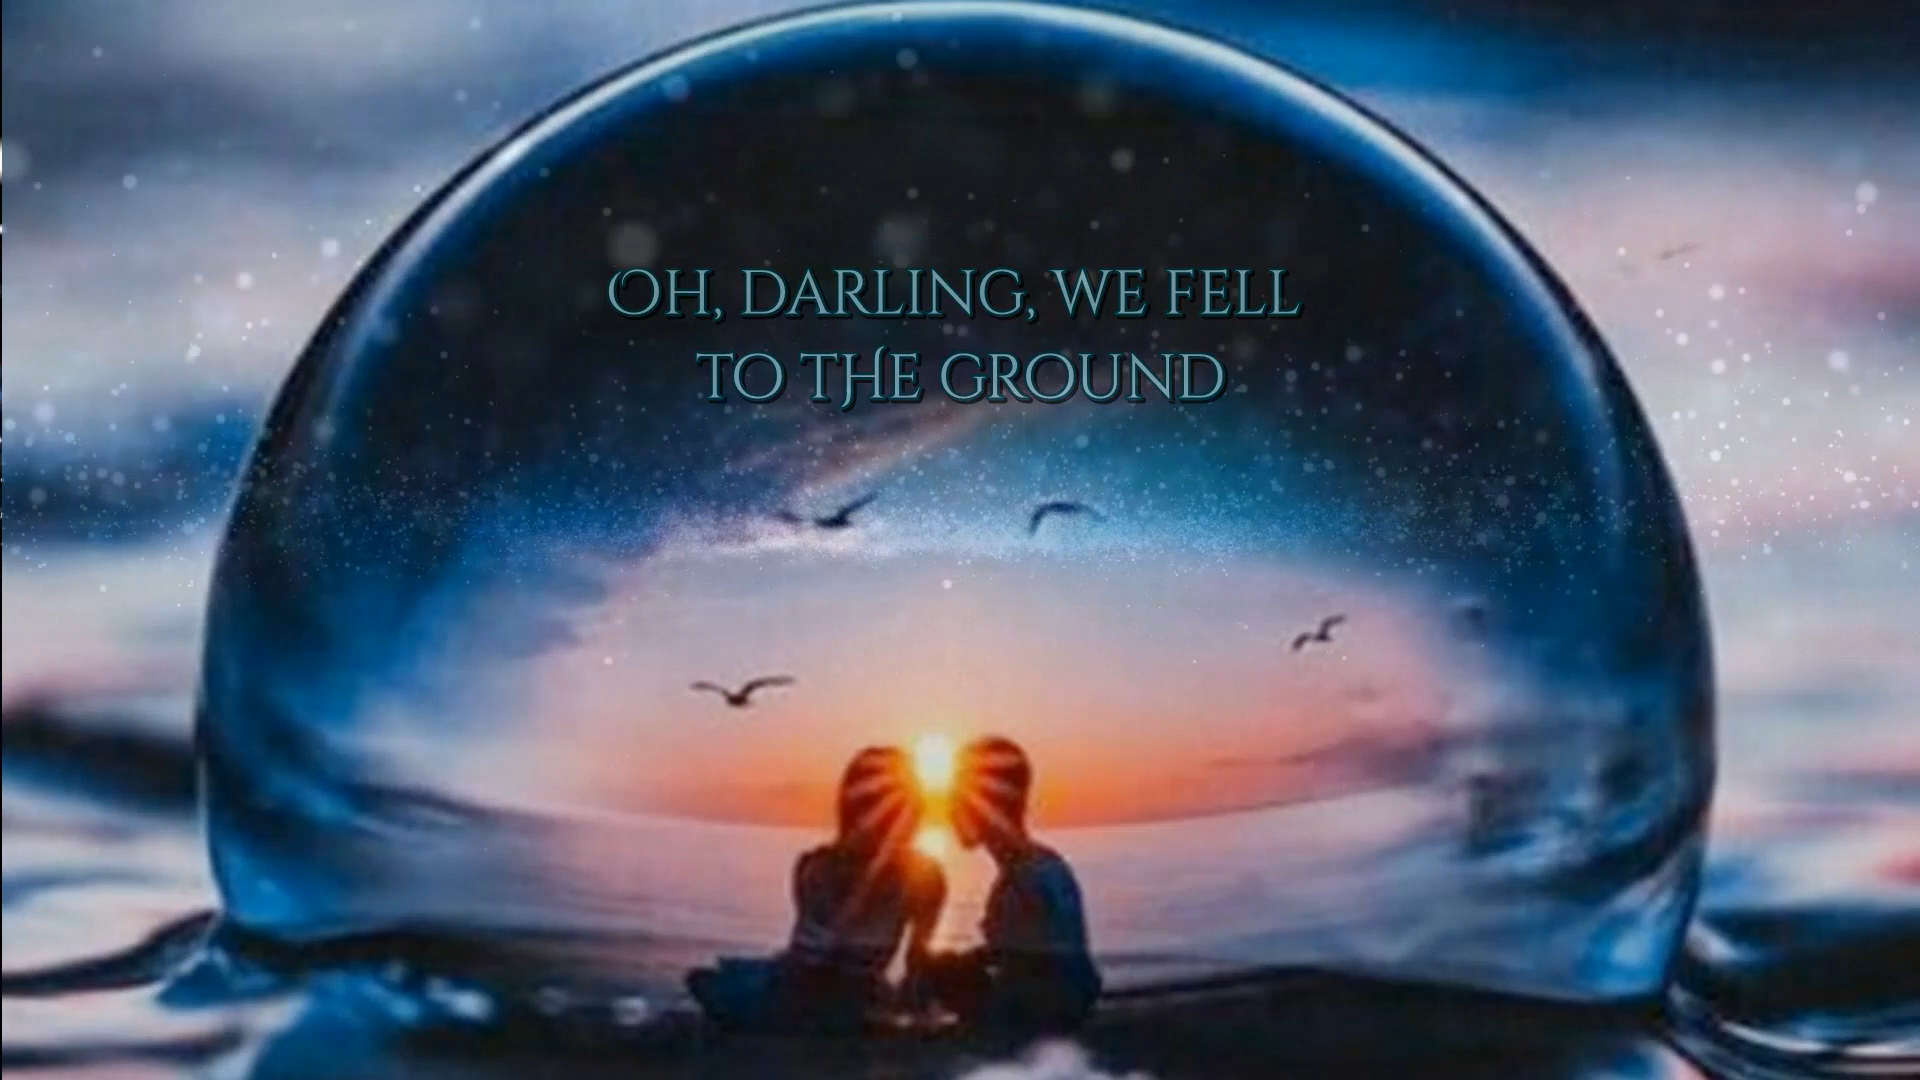 Oh, darling, we fell
to the ground